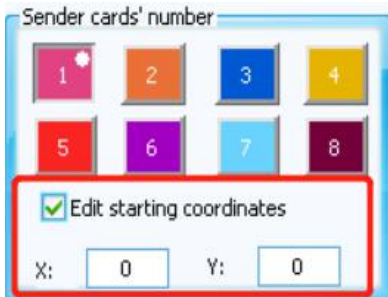 Sender cards' number
1 2 3 4
5 6 7 8
Edit starting coordinates
X: 0 Y: 0